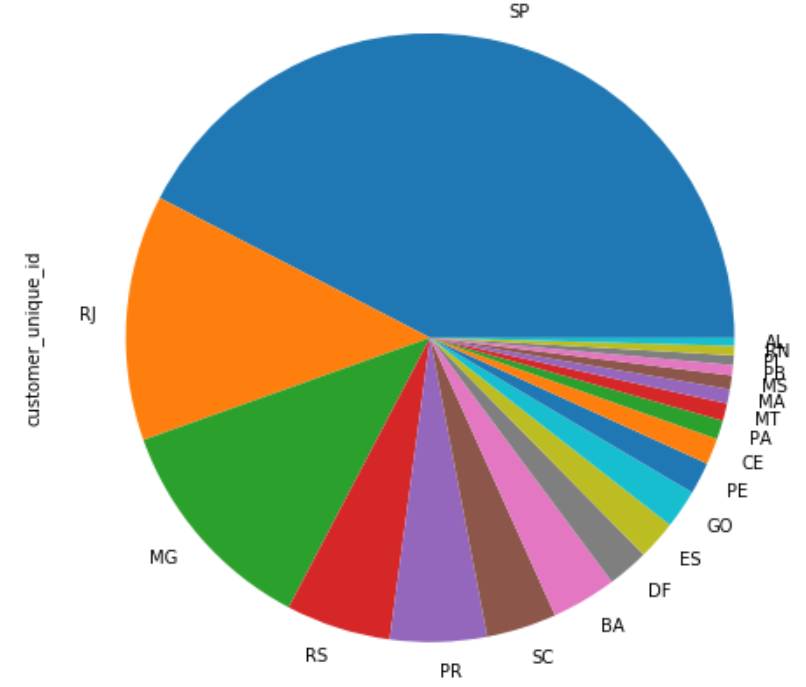 SP
RJ
customer_unique_id
MG
RS
PR
SC
BA
DF
ES
GO
PE
CE
PA
MT
MA
MS
PB
RN
AL